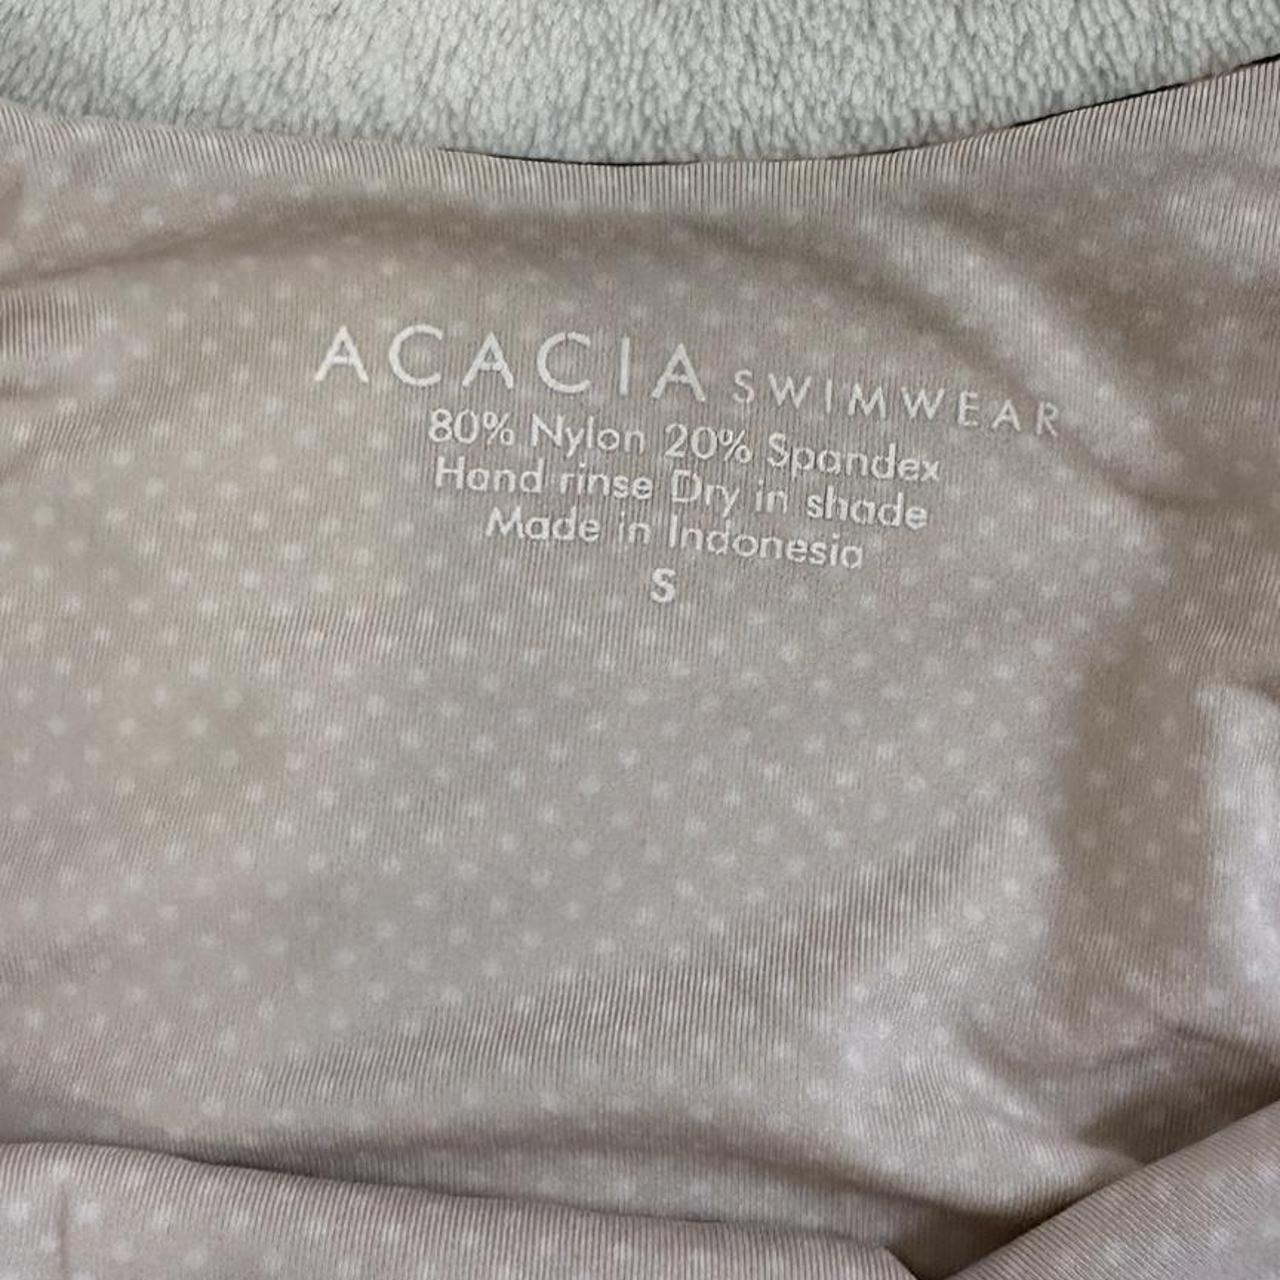 ACACIA SWIMWEAR
80% Nylon 20% Spandex
Hand rinse Dry in shade
Made in Indonesia
S